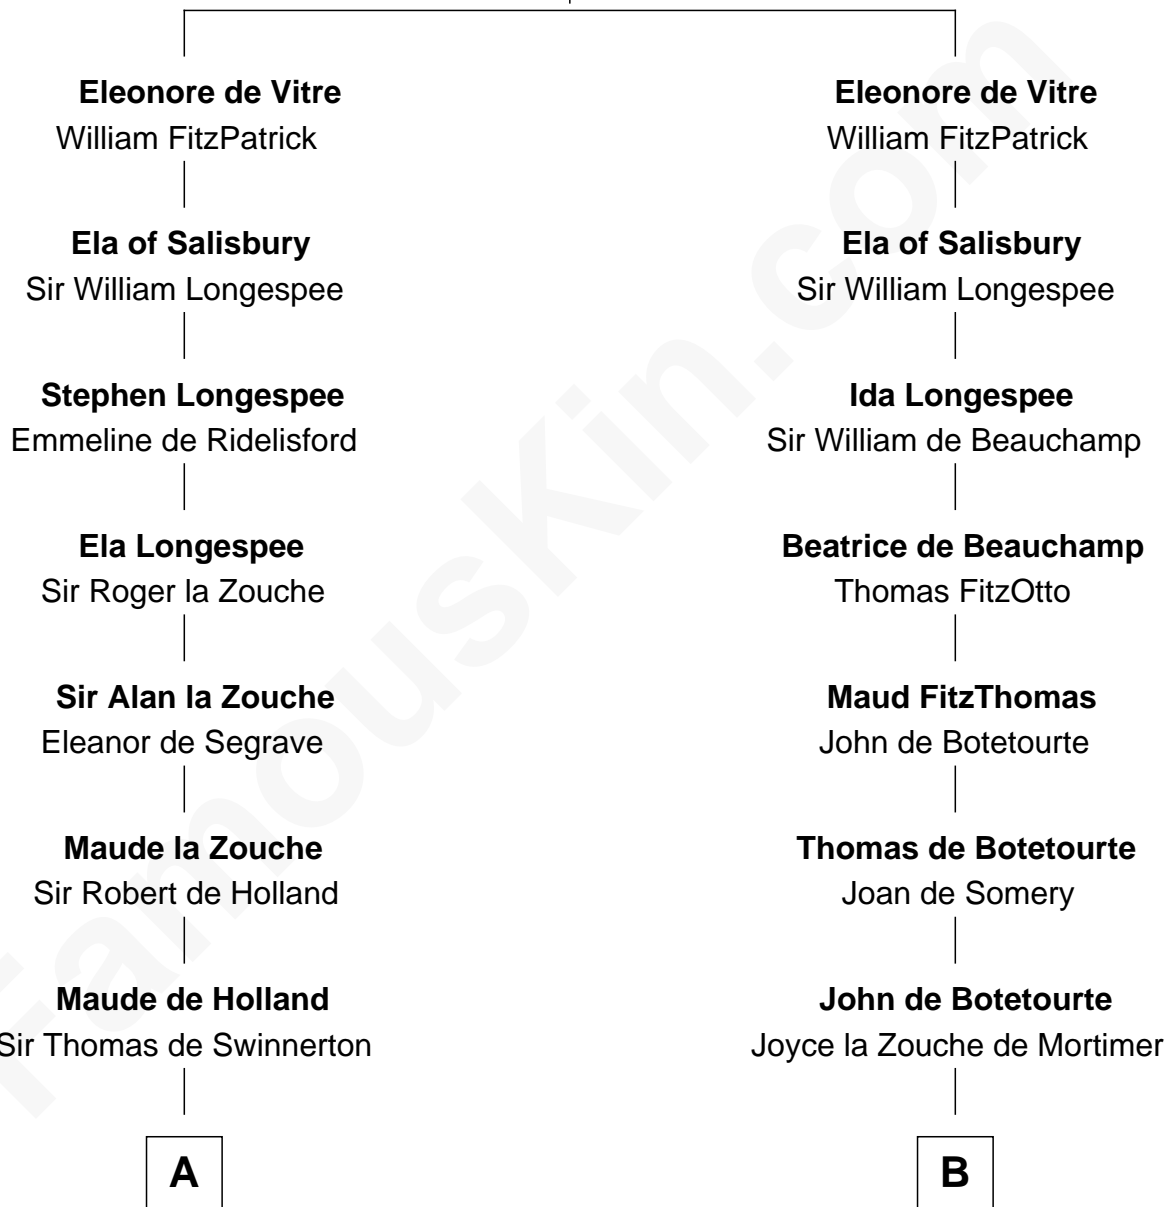 Eleonore de Vitre
William FitzPatrick
Ela of Salisbury
Sir William Longespee
Stephen Longespee
Emmeline de Ridelisford
Ela Longespee
Sir Roger la Zouche
Sir Alan la Zouche
Eleanor de Segrave
Maude la Zouche
Sir Robert de Holland
Maude de Holland
Sir Thomas de Swinnerton
A
Eleonore de Vitre
William FitzPatrick
Ela of Salisbury
Sir William Longespee
Ida Longespee
Sir William de Beauchamp
Beatrice de Beauchamp
Thomas FitzOtto
Maud FitzThomas
John de Botetourte
Thomas de Botetourte
Joan de Somery
John de Botetourte
Joyce la Zouche de Mortimer
B
FamousKin.com